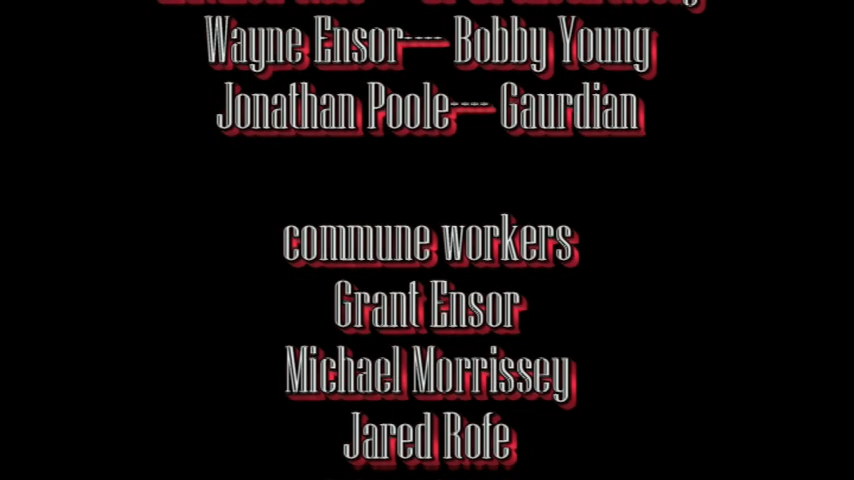 Wayne Ensor---- Bobby Young
Jonathan Poole---- Gaurdian
commune workers
Grant Ensor
Michael Morrissey
Jared Rofe